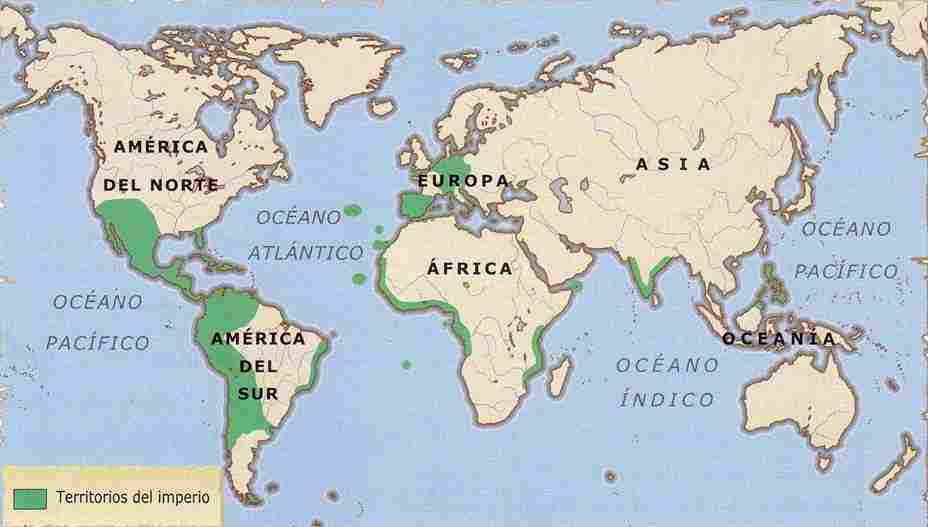 AMÉRICA
DEL NORTE
EUROPA
ASIA
OCÉANO
ATLÁNTICO
OCÉANO
PACÍFICO
ÁFRICA
OCÉANO
PACÍFICO
AMÉRICA
DEL
SUR
OCEANÍA
OCÉANO
ÍNDICO
Territorios del imperio